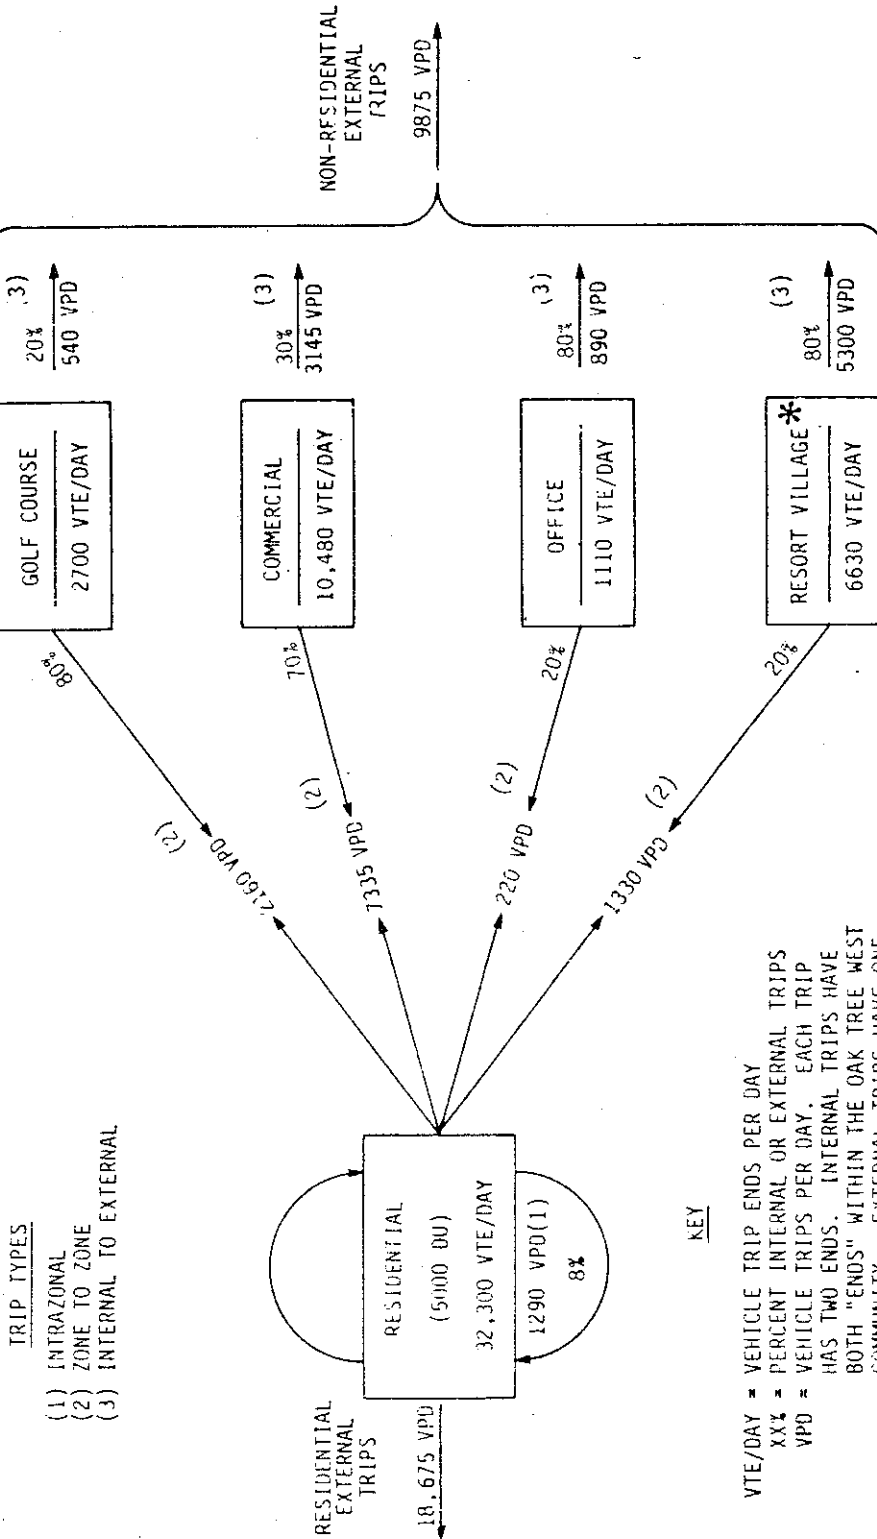 TRIP TYPES
(1) INTRAZONAL
(2) ZONE TO ZONE
(3) INTERNAL TO EXTERNAL
RESIDENTIAL
EXTERNAL
TRIPS
18,675 VPD
RESIDENTIAL
(5000 DU)
32,300 VTE/DAY
1290 VPD(1)
8%
2160 VPD
(2)
80%
7335 VPD
(2)
70%
220 VPD
(2)
20%
1330 VPD
(2)
20%
GOLF COURSE
2700 VTE/DAY
20%
(3)
540 VPD
COMMERCIAL
10,480 VTE/DAY
30%
(3)
3145 VPD
OFFICE
1110 VTE/DAY
80%
(3)
890 VPD
RESORT VILLAGE*
6630 VTE/DAY
80%
(3)
5300 VPD
NON-RESIDENTIAL
EXTERNAL
TRIPS
9875 VPD
KEY
VTE/DAY = VEHICLE TRIP ENDS PER DAY
XX% = PERCENT INTERNAL OR EXTERNAL TRIPS
VPD = VEHICLE TRIPS PER DAY. EACH TRIP
HAS TWO ENDS. INTERNAL TRIPS HAVE
BOTH "ENDS" WITHIN THE OAK TREE WEST
COMMUNITY. EXTERNAL TRIPS HAVE ONE